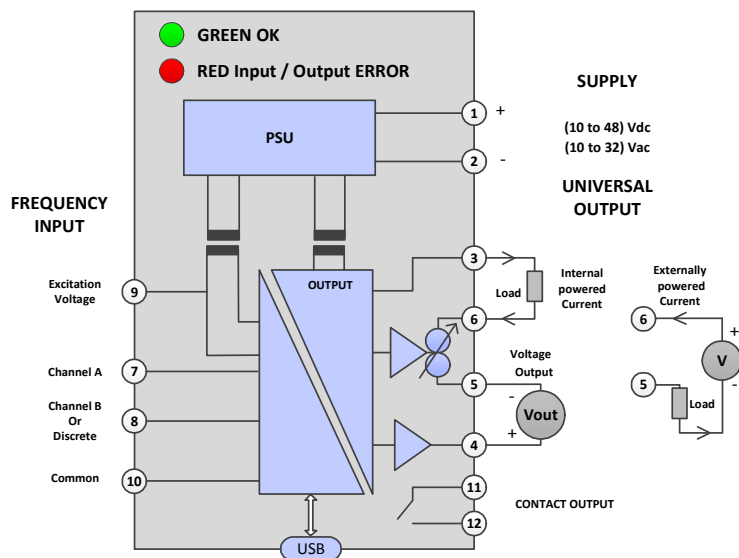 GREEN OK
RED Input / Output ERROR
SUPPLY
PSU
1
+
(10 to 48) Vdc
2
-
(10 to 32) Vac
FREQUENCY
INPUT
UNIVERSAL
OUTPUT
OUTPUT
3
Load
Internal
powered
Current
Externally
powered
Current
Excitation
Voltage
9
6
6
+
V
-
Channel A
7
5
Voltage
Output
-
Vout
+
5
Load
Channel B
Or
Discrete
8
4
Common
10
11
12
CONTACT OUTPUT
USB